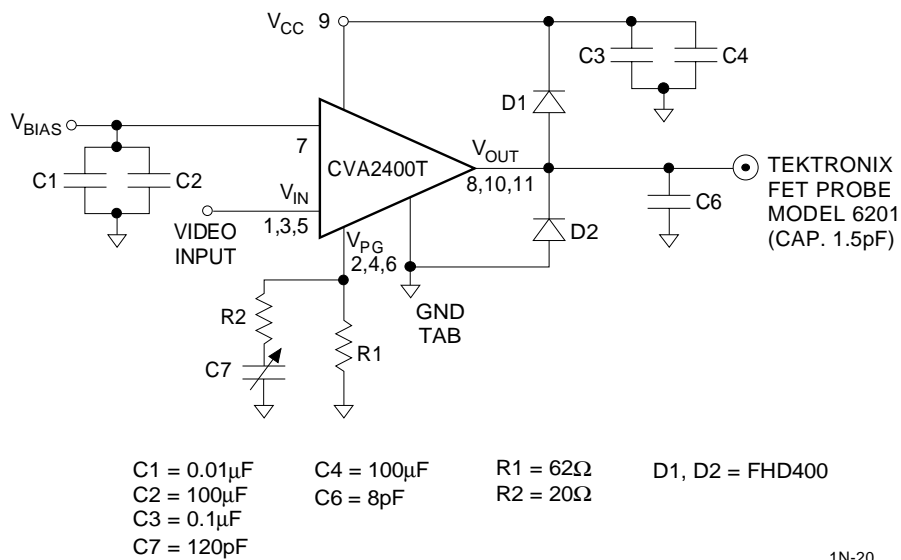 V_CC 9
C3
C4
D1
V_BIAS
7
CVA2400T
V_OUT
8,10,11
C1
C2
V_IN
1,3,5
VIDEO
INPUT
V_PG
2,4,6
D2
C6
TEKTRONIX
FET PROBE
MODEL 6201
(CAP. 1.5pF)
GND
TAB
R2
R1
C7
C1 = 0.01μF
C2 = 100μF
C3 = 0.1μF
C7 = 120pF
C4 = 100μF
C6 = 8pF
R1 = 62Ω
R2 = 20Ω
D1, D2 = FHD400
1N-20